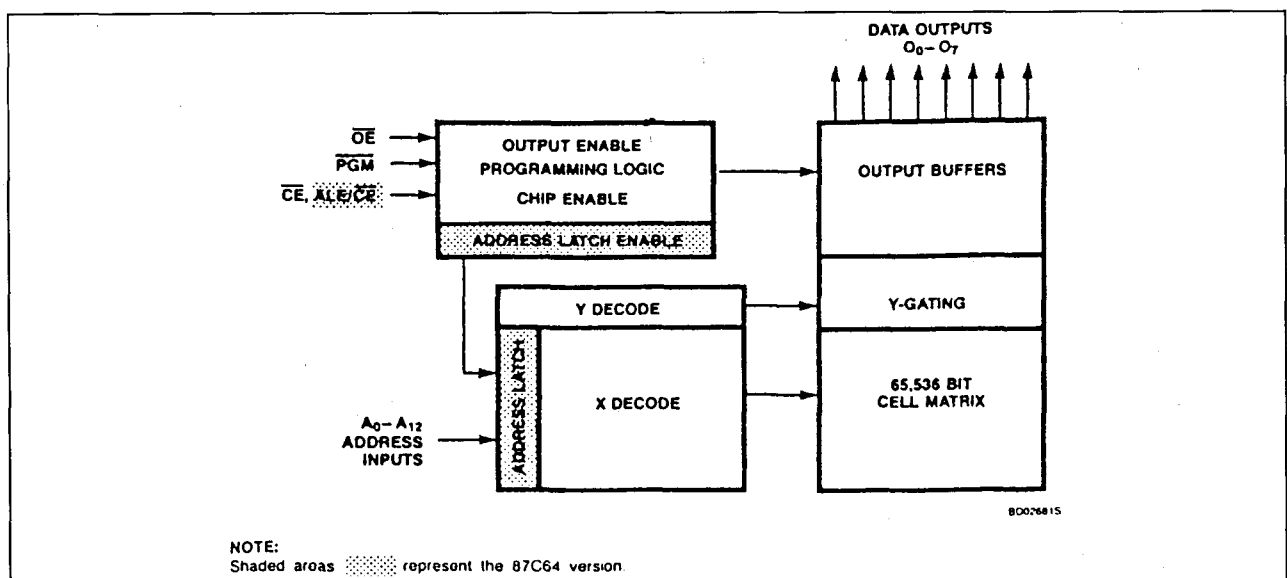 DATA OUTPUTS
O₀– O₇
OE
PGM
CE, ALE/CE
OUTPUT ENABLE
PROGRAMMING LOGIC
CHIP ENABLE
ADDRESS LATCH ENABLE
OUTPUT BUFFERS
Y DECODE
Y-GATING
ADDRESS LATCH
X DECODE
65,536 BIT
CELL MATRIX
A₀– A₁₂
ADDRESS
INPUTS
BD02681S
NOTE:
Shaded areas represent the 87C64 version.